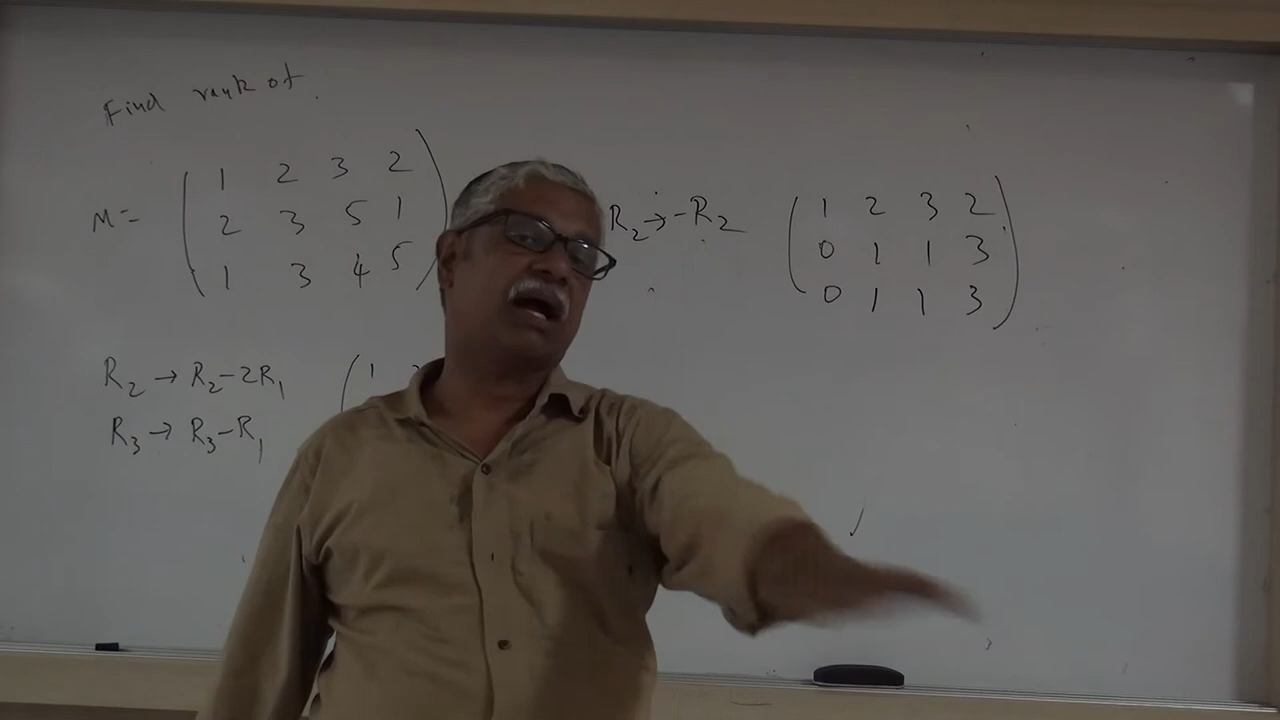 Find rank of
M = ( 1 2 3 2 )
2 3 5 1
1 3 4 5
R₂ → R₂ - 2R₁ ( 1
R₃ → R₃ - R₁
R₂ → -R₂ ( 1 2 3 2 )
0 1 1 3
0 1 1 3